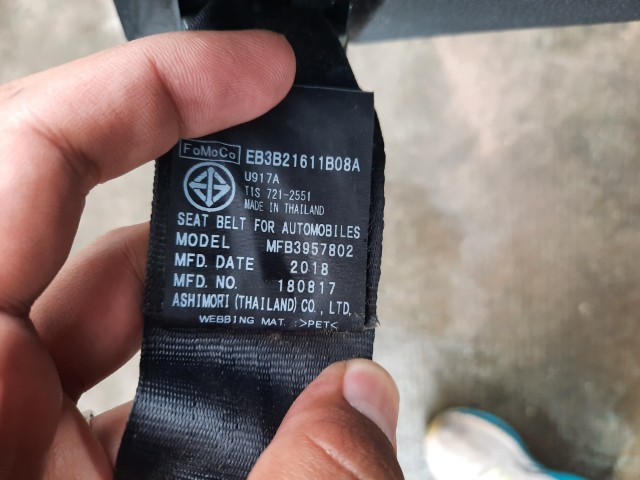 FoMoCo EB3B21611B08A
U917A
TIS 721-2551
MADE IN THAILAND
SEAT BELT FOR AUTOMOBILES
MODEL MFB3957802
MFD. DATE 2018
MFD. NO. 180817
ASHIMORI (THAILAND) CO., LTD.
WEBBING MAT. :>PET<